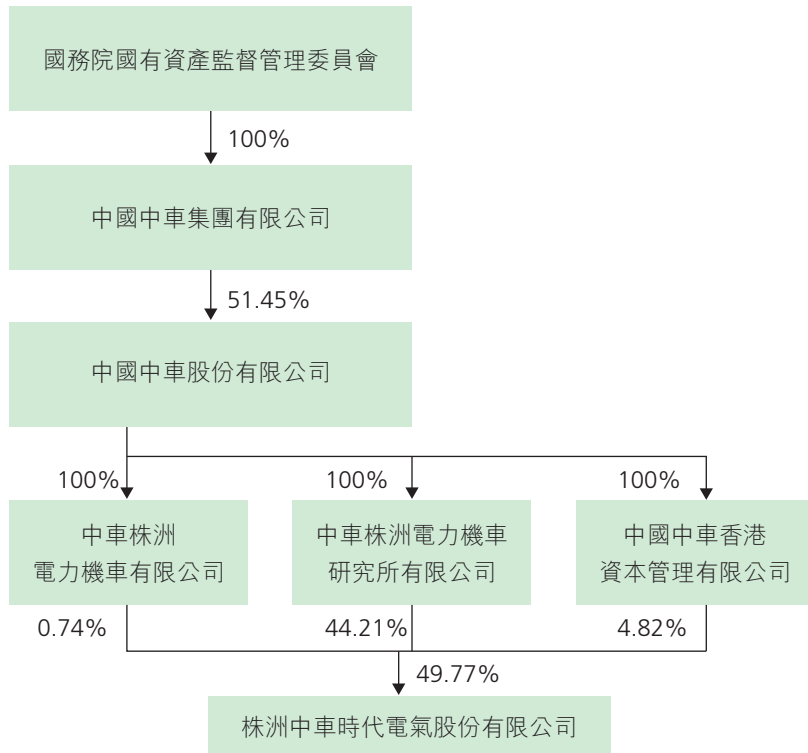 國務院國有資產監督管理委員會
100%
中國中車集團有限公司
51.45%
中國中車股份有限公司
100%
100%
100%
中車株洲
電力機車有限公司
中車株洲電力機車
研究所有限公司
中國中車香港
資本管理有限公司
0.74%
44.21%
4.82%
49.77%
株洲中車時代電氣股份有限公司